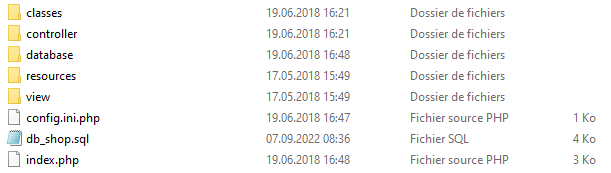 classes 19.06.2018 16:21 Dossier de fichiers
controller 19.06.2018 16:21 Dossier de fichiers
database 19.06.2018 16:48 Dossier de fichiers
resources 17.05.2018 15:49 Dossier de fichiers
view 17.05.2018 15:49 Dossier de fichiers
config.ini.php 19.06.2018 16:47 Fichier source PHP 1 Ko
db_shop.sql 07.09.2022 08:36 Fichier SQL 4 Ko
index.php 19.06.2018 16:48 Fichier source PHP 3 Ko